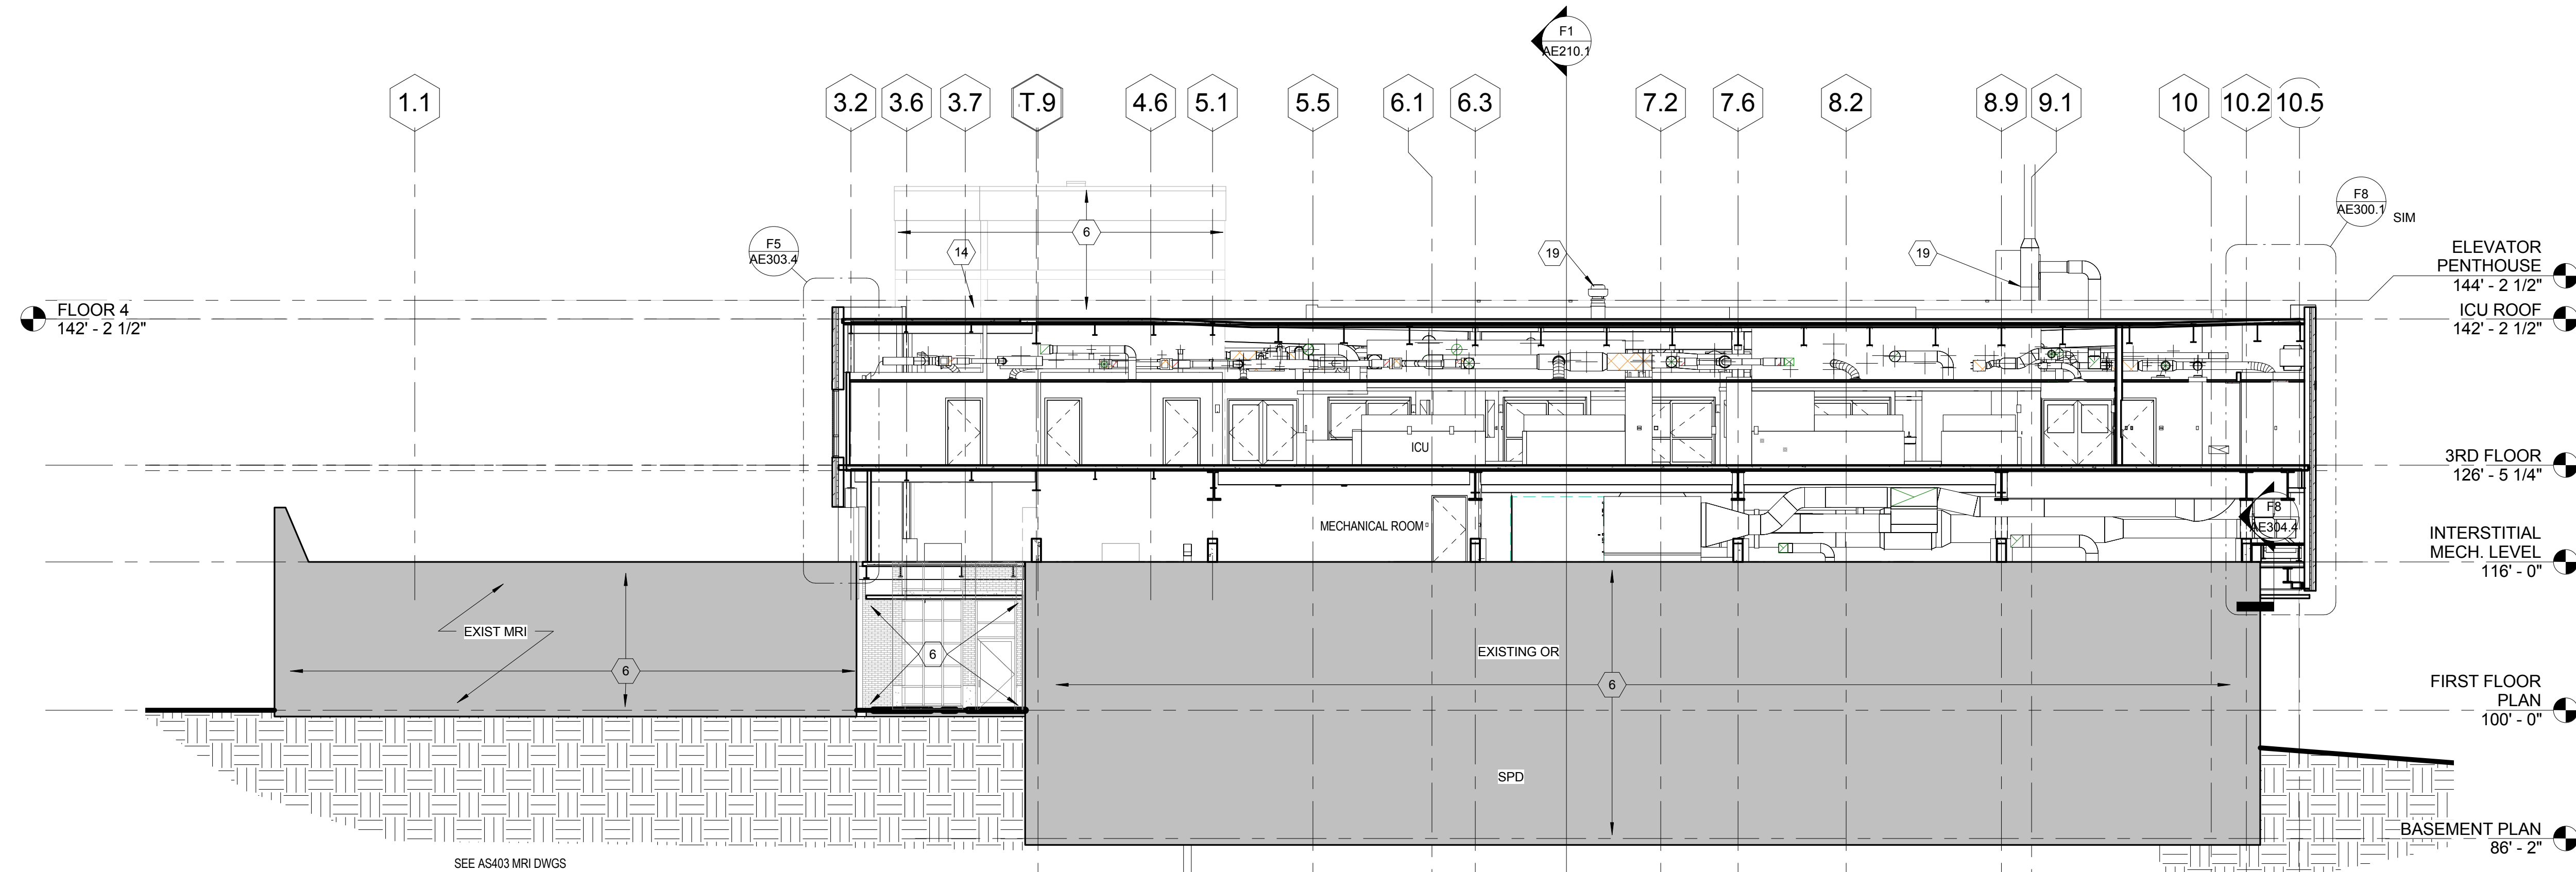 F1
AE210.1
1.1
3.2
3.6
3.7
T.9
4.6
5.1
5.5
6.1
6.3
7.2
7.6
8.2
8.9
9.1
10
10.2
10.5
F8
AE300.1
SIM
6
F5
AE303.4
14
19
19
ELEVATOR
PENTHOUSE
144' - 2 1/2"
FLOOR 4
142' - 2 1/2"
ICU ROOF
142' - 2 1/2"
ICU
3RD FLOOR
126' - 5 1/4"
MECHANICAL ROOM
F8
AE304.4
INTERSTITIAL
MECH. LEVEL
116' - 0"
EXIST MRI
6
6
EXISTING OR
6
FIRST FLOOR
PLAN
100' - 0"
SPD
BASEMENT PLAN
86' - 2"
SEE AS403 MRI DWGS